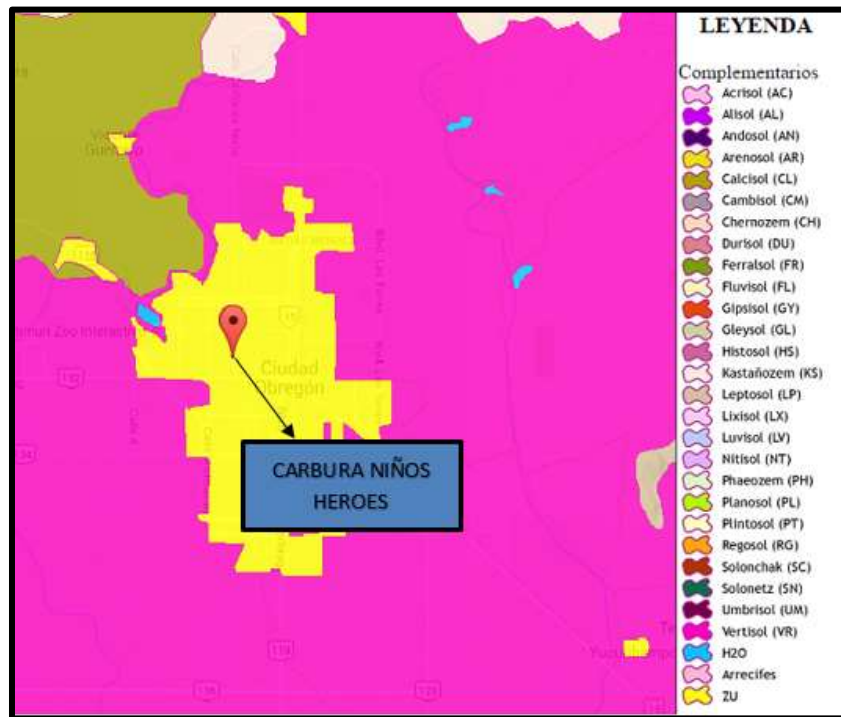 LEYENDA
Complementarios
Acrisol (AC)
Alisol (AL)
Andosol (AN)
Arenosol (AR)
Calcisol (CL)
Cambisol (CM)
Chernozem (CH)
Durisol (DU)
Ferralsol (FR)
Fluvisol (FL)
Gipsisol (GY)
Gleysol (GL)
Histosol (HS)
Kastañozem (KS)
Leptosol (LP)
Lixisol (LX)
Luvisol (LV)
Nitisol (NT)
Phaeozem (PH)
Planosol (PL)
Plintosol (PT)
Regosol (RG)
Solonchak (SC)
Solonetz (SN)
Umbrisol (UM)
Vertisol (VR)
H2O
Arrecifes
ZU
15
Zoo
Ciudad
Obregón
CARBURA NIÑOS
HEROES